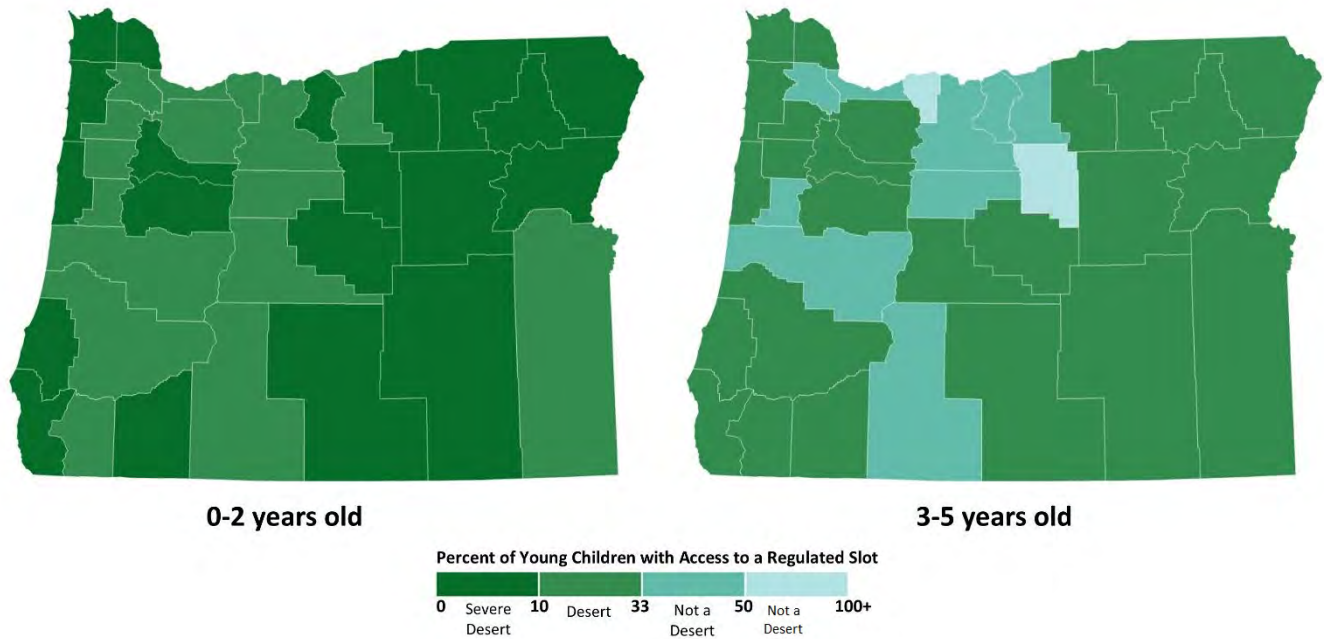 0-2 years old
3-5 years old
Percent of Young Children with Access to a Regulated Slot
0 Severe Desert 10 Desert 33 Not a Desert 50 Not a Desert 100+